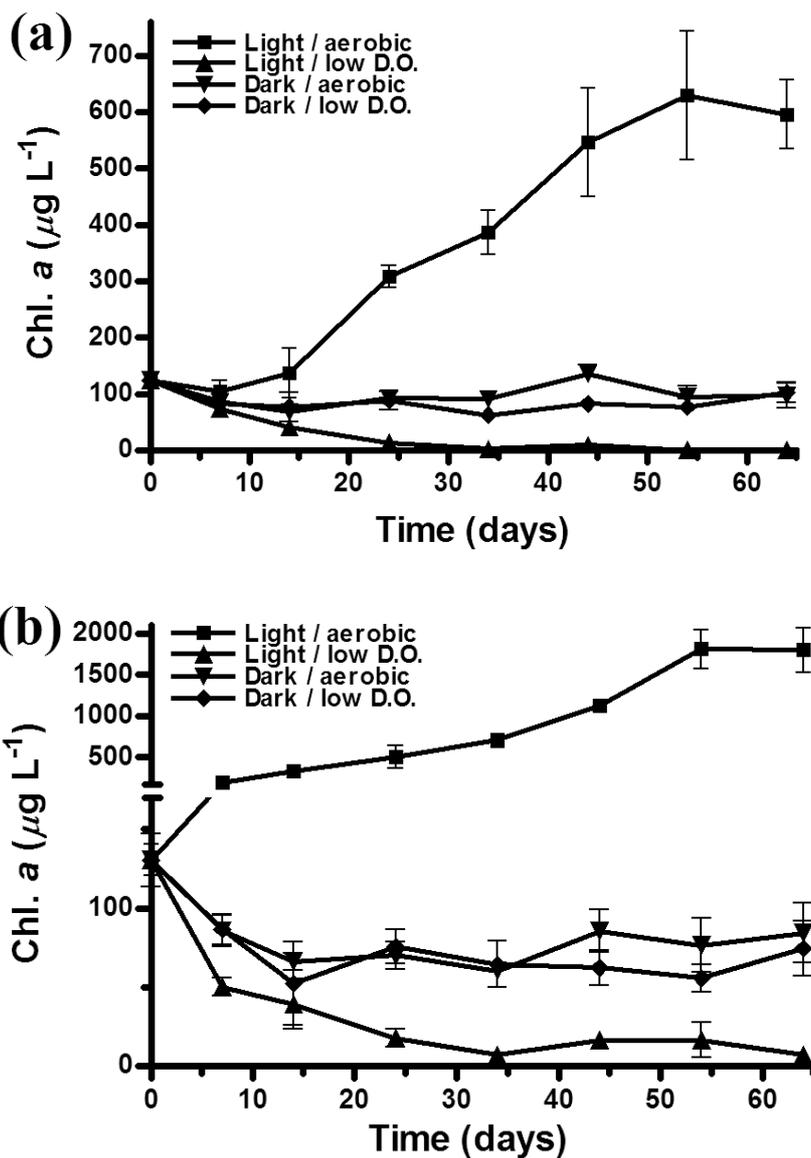 (a)
Light / aerobic
Light / low D.O.
Dark / aerobic
Dark / low D.O.
Chl. a (μg L⁻¹)
700
600
500
400
300
200
100
0
0 10 20 30 40 50 60
Time (days)
(b)
Light / aerobic
Light / low D.O.
Dark / aerobic
Dark / low D.O.
Chl. a (μg L⁻¹)
2000
1500
1000
500
100
0
0 10 20 30 40 50 60
Time (days)